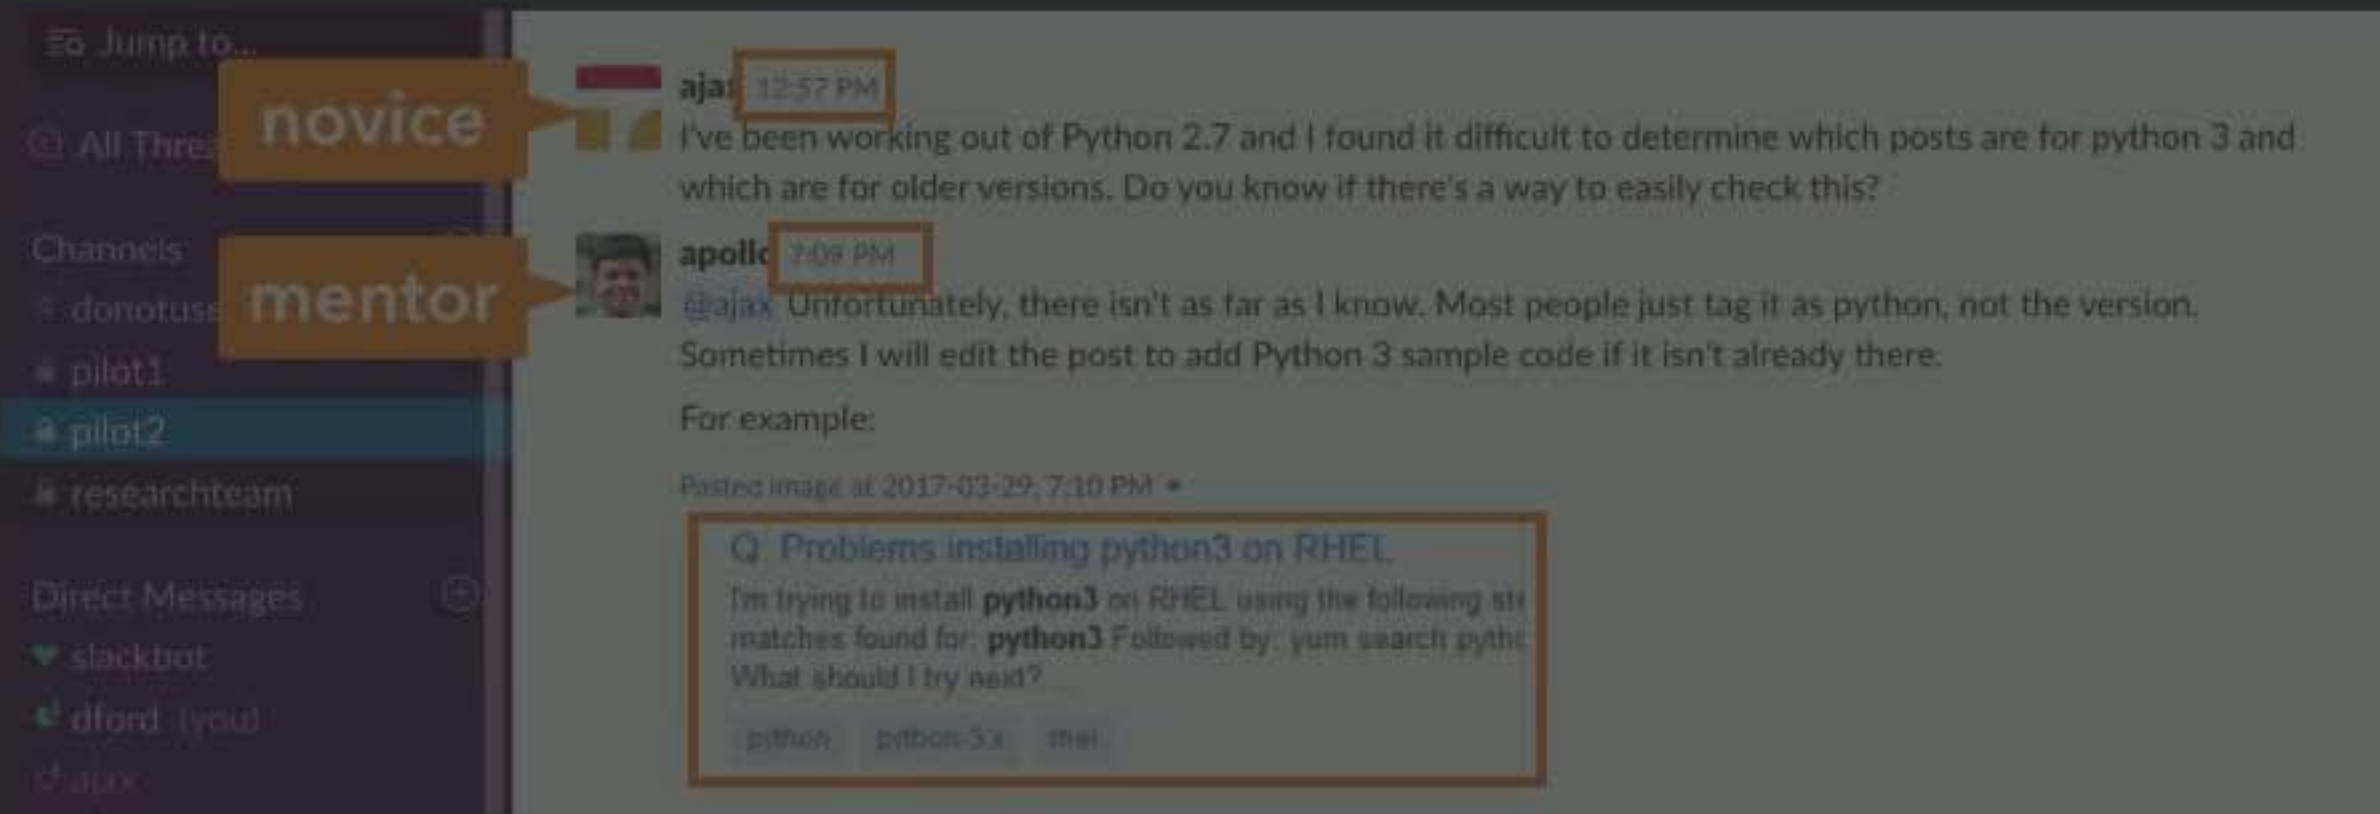 Jump to...
All Threa
Channels
donotuse
pilot1
pilot2
researchteam
Direct Messages
slackbot
dford (you)
ajax
novice
mentor
ajax 12:57 PM
I've been working out of Python 2.7 and I found it difficult to determine which posts are for python 3 and
which are for older versions. Do you know if there's a way to easily check this?
apollo 7:09 PM
@ajax Unfortunately, there isn't as far as I know. Most people just tag it as python, not the version.
Sometimes I will edit the post to add Python 3 sample code if it isn't already there.
For example:
Posted image at 2017-03-29, 7:10 PM
Q: Problems installing python3 on RHEL
I'm trying to install python3 on RHEL using the following ste
matches found for: python3 Followed by: yum search pytho
What should I try next? ...
python python-3.x rhel